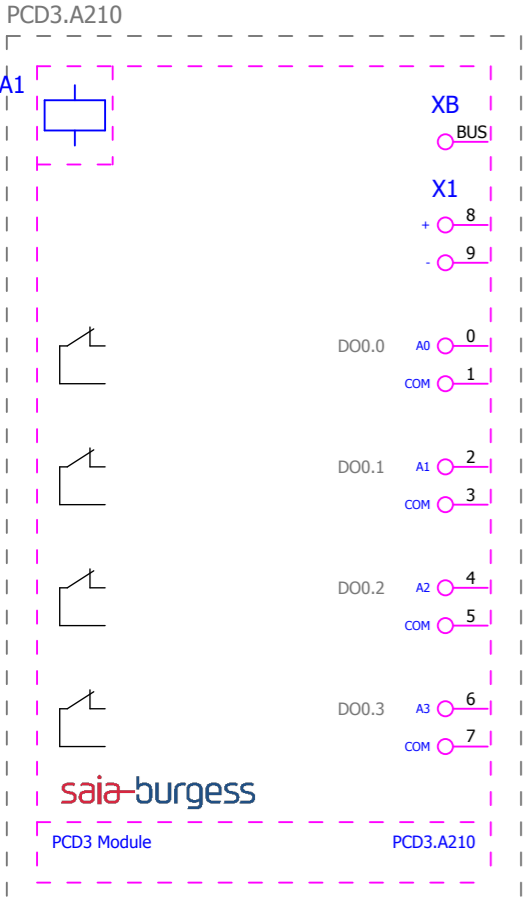 PCD3.A210
A1
XB
BUS
X1
+ 8
- 9
DO0.0 A0 0
COM 1
DO0.1 A1 2
COM 3
DO0.2 A2 4
COM 5
DO0.3 A3 6
COM 7
saia-burgess
PCD3 Module PCD3.A210